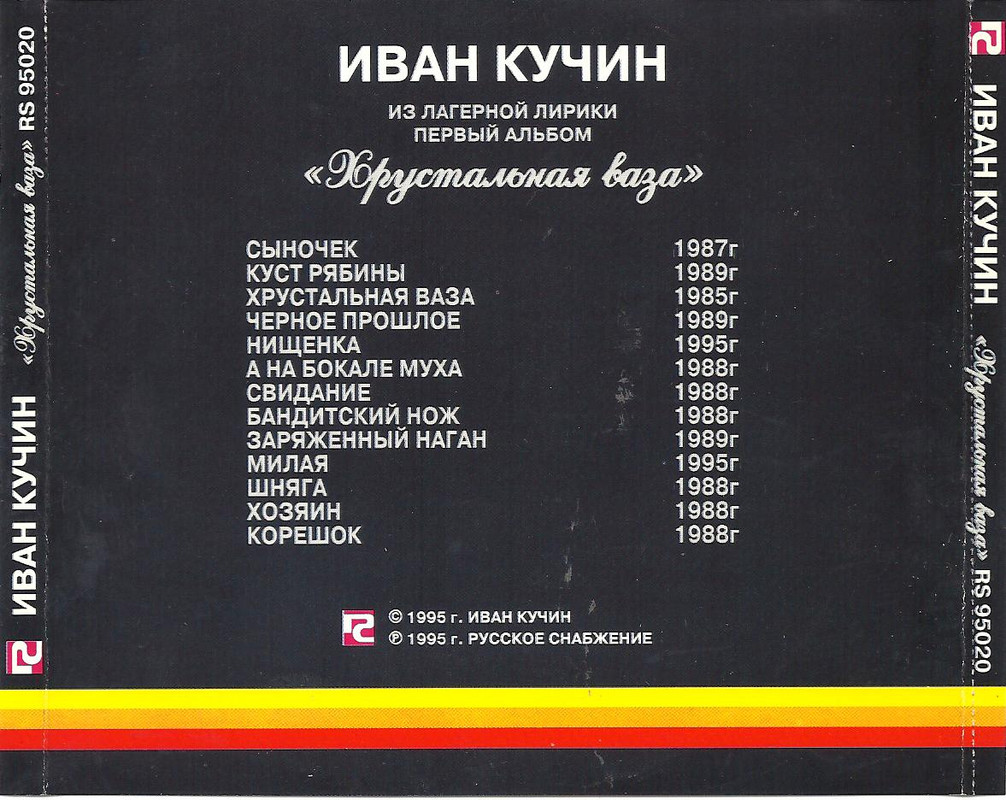 ИВАН КУЧИН
ИЗ ЛАГЕРНОЙ ЛИРИКИ
ПЕРВЫЙ АЛЬБОМ
«Хрустальная ваза»
СЫНОЧЕК 1987г
КУСТ РЯБИНЫ 1989г
ХРУСТАЛЬНАЯ ВАЗА 1985г
ЧЕРНОЕ ПРОШЛОЕ 1989г
НИЩЕНКА 1995г
А НА БОКАЛЕ МУХА 1988г
СВИДАНИЕ 1988г
БАНДИТСКИЙ НОЖ 1988г
ЗАРЯЖЕННЫЙ НАГАН 1989г
МИЛАЯ 1995г
ШНЯГА 1988г
ХОЗЯИН 1988г
КОРЕШОК 1988г
© 1995 г. ИВАН КУЧИН
℗ 1995 г. РУССКОЕ СНАБЖЕНИЕ
ИВАН КУЧИН «Хрустальная ваза» RS 95020
ИВАН КУЧИН «Хрустальная ваза» RS 95020